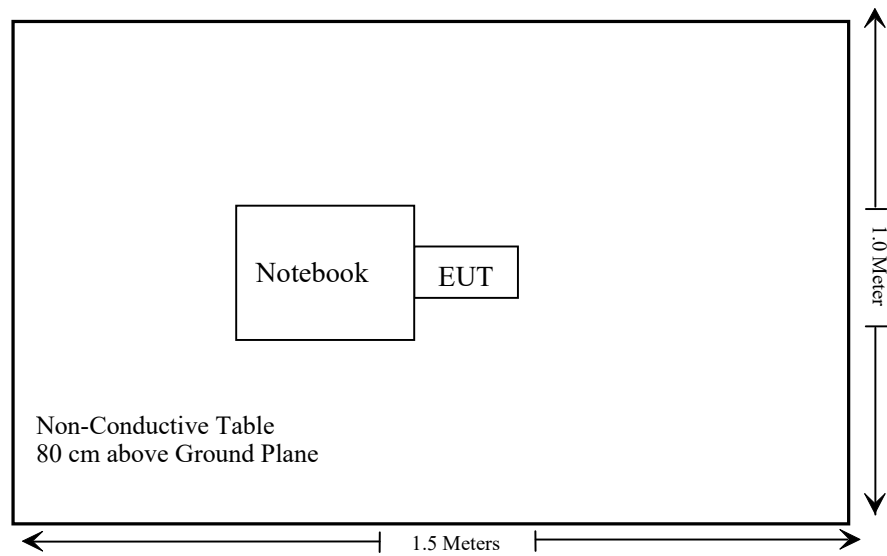 Notebook
EUT
1.0 Meter
Non-Conductive Table
80 cm above Ground Plane
1.5 Meters